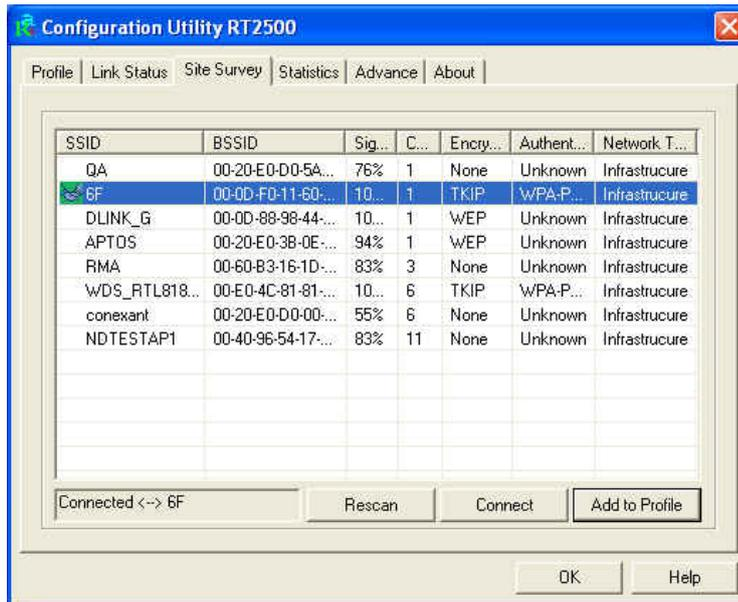 Configuration Utility RT2500
Profile Link Status Site Survey Statistics Advance About
SSID BSSID Sig... C... Encry... Authent... Network T...
QA 00-20-E0-D0-5A... 76% 1 None Unknown Infrastrucure
6F 00-0D-F0-11-60-... 10... 1 TKIP WPA-P... Infrastrucure
DLINK_G 00-0D-88-98-44-... 10... 1 WEP Unknown Infrastrucure
APTOS 00-20-E0-3B-0E-... 94% 1 WEP Unknown Infrastrucure
RMA 00-60-B3-16-1D-... 83% 3 None Unknown Infrastrucure
WDS_RTL818... 00-E0-4C-81-81-... 10... 6 TKIP WPA-P... Infrastrucure
conexant 00-20-E0-D0-00-... 55% 6 None Unknown Infrastrucure
NDTESTAP1 00-40-96-54-17-... 83% 11 None Unknown Infrastrucure
Connected <--> 6F Rescan Connect Add to Profile
OK Help